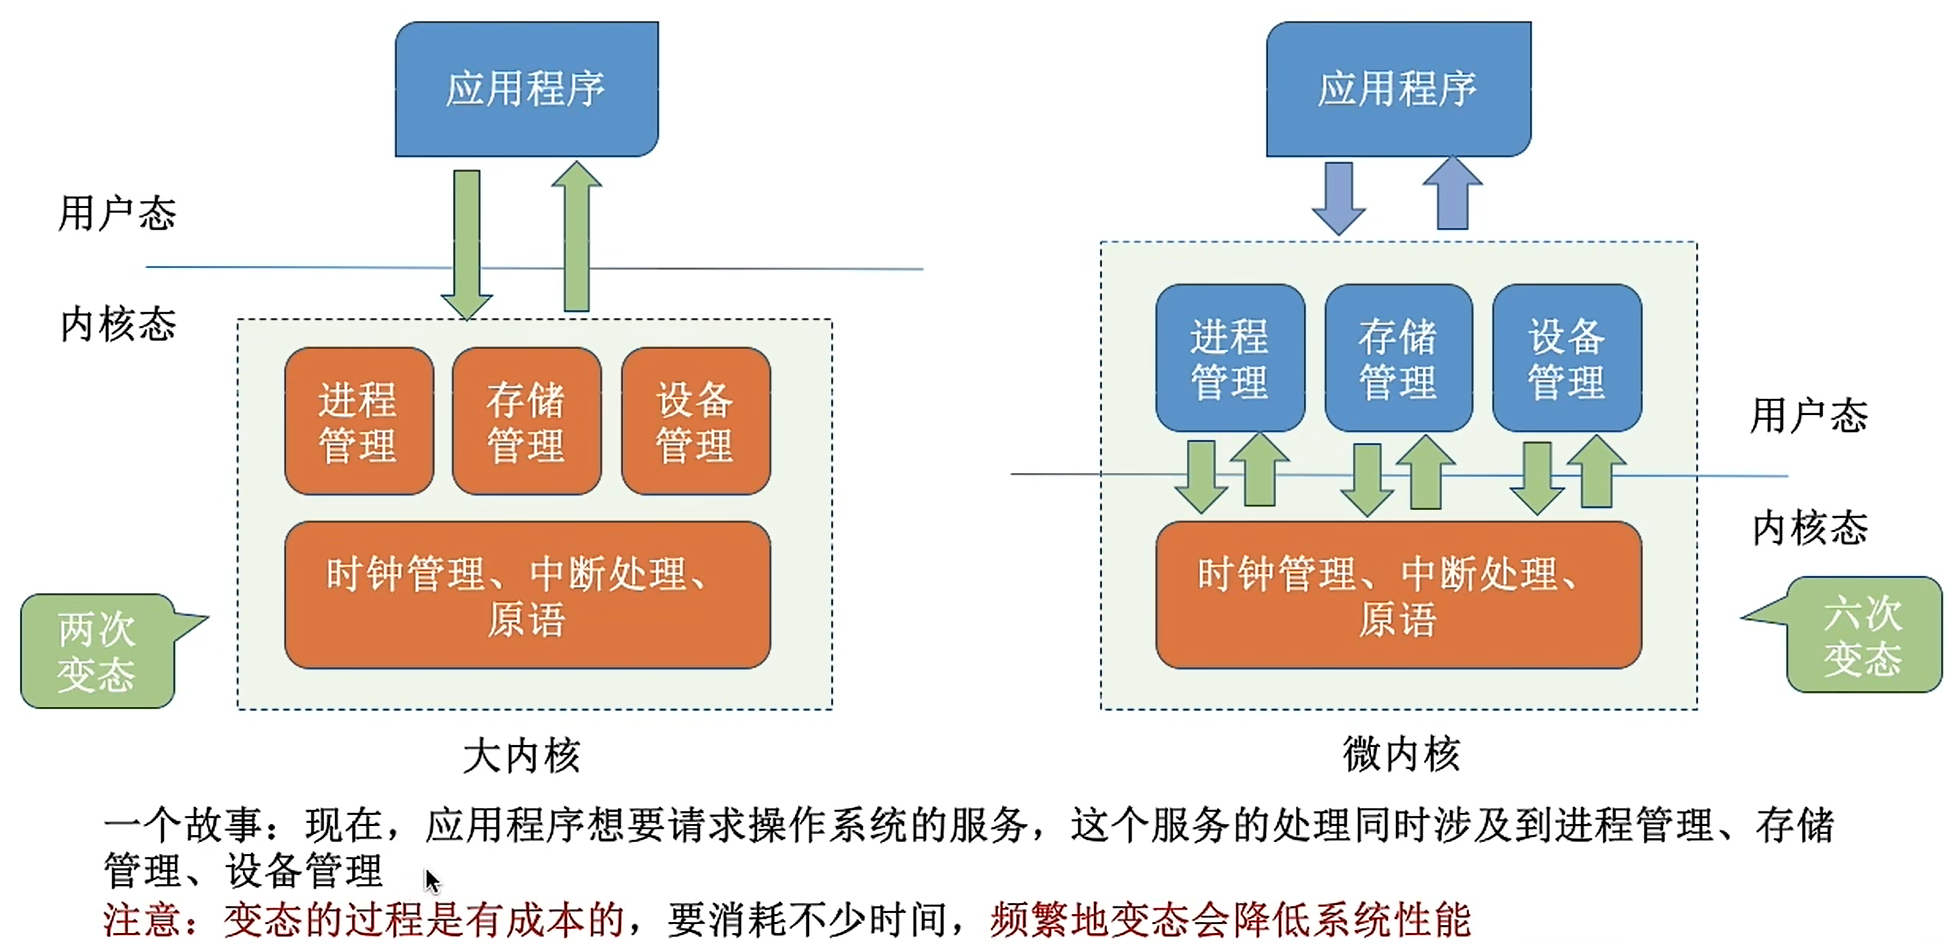 应用程序
用户态
内核态
进程
管理
存储
管理
设备
管理
时钟管理、中断处理、
原语
两次
变态
大内核
应用程序
进程
管理
存储
管理
设备
管理
用户态
内核态
时钟管理、中断处理、
原语
六次
变态
微内核
一个故事：现在，应用程序想要请求操作系统的服务，这个服务的处理同时涉及到进程管理、存储
管理、设备管理
注意：变态的过程是有成本的，要消耗不少时间，频繁地变态会降低系统性能